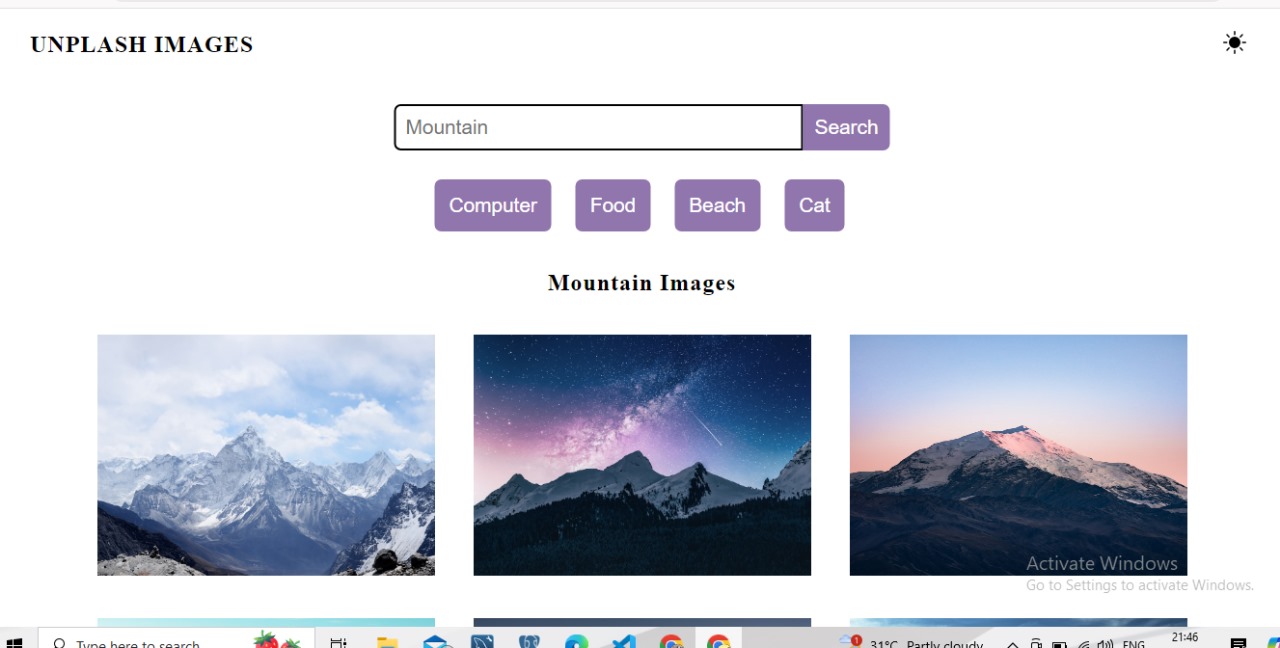 UNPLASH IMAGES
Mountain
Search
Computer
Food
Beach
Cat
Mountain Images
Activate Windows
Go to Settings to activate Windows.
Type here to search
1
31°C Partly cloudy
ENG
21:46